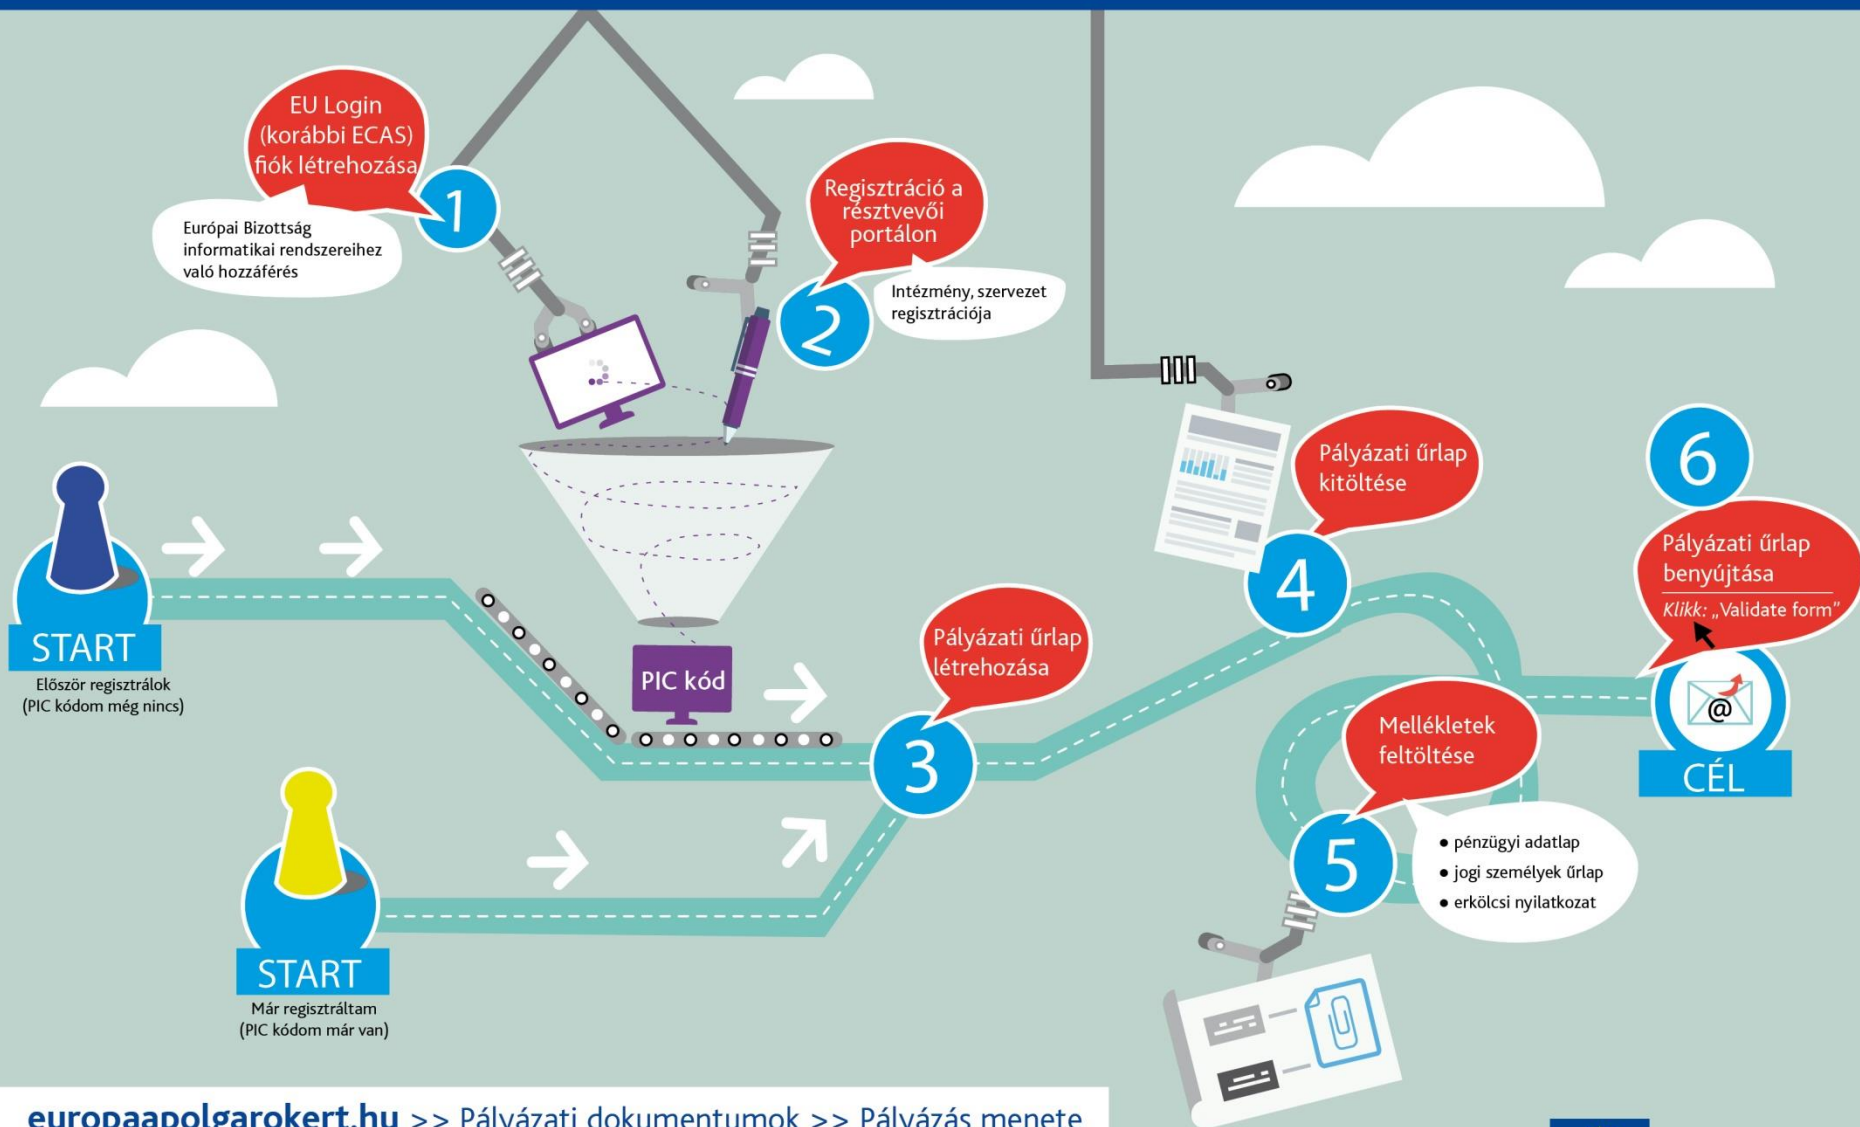 EU Login
(korábbi ECAS)
fiók létrehozása
1
Európai Bizottság
informatikai rendszereihez
való hozzáférés
Regisztráció a
résztvevői
portálon
2
Intézmény, szervezet
regisztrációja
START
Először regisztrálok
(PIC kódom még nincs)
PIC kód
START
Már regisztráltam
(PIC kódom már van)
Pályázati űrlap
létrehozása
3
Pályázati űrlap
kitöltése
4
Mellékletek
feltöltése
5
• pénzügyi adatlap
• jogi személyek űrlap
• erkölcsi nyilatkozat
6
Pályázati űrlap
benyújtása
Klikk: „Validate form”
@
CÉL
europaapolgarokert.hu >> Pályázati dokumentumok >> Pályázás menete